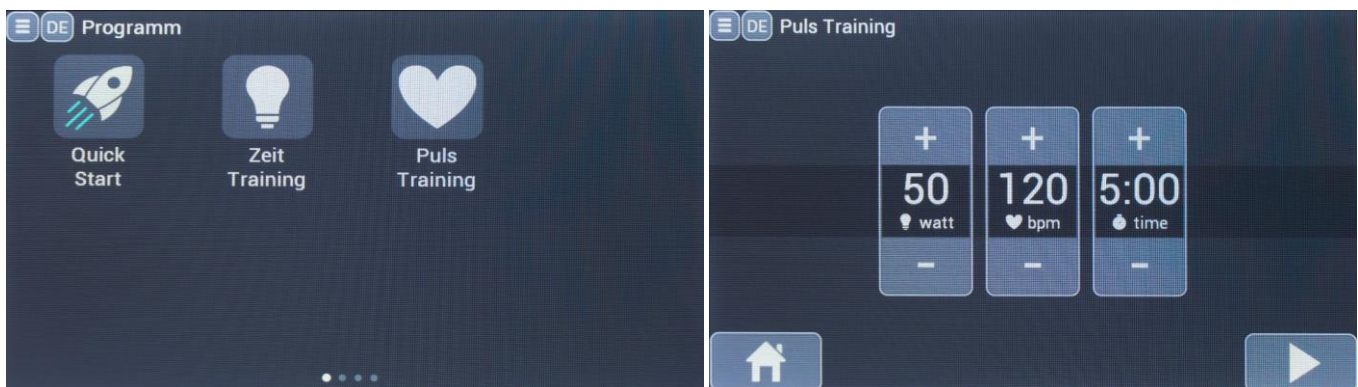 DE Programm
Quick
Start
Zeit
Training
Puls
Training
DE Puls Training
50
watt
120
bpm
5:00
time